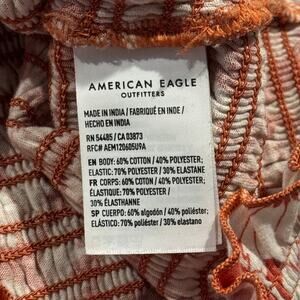 AMERICAN EAGLE
OUTFITTERS
MADE IN INDIA / FABRIQUÉ EN INDE /
HECHO EN INDIA
RN 54485 / CA 03873
RFC# AEM120605U9A
EN BODY: 60% COTTON / 40% POLYESTER;
ELASTIC: 70% POLYESTER / 30% ELASTANE
FR CORPS: 60% COTON / 40% POLYESTER;
ÉLASTIQUE: 70% POLYESTER /
30% ÉLASTHANNE
SP CUERPO: 60% algodón / 40% poliéster;
ELÁSTICO: 70% poliéster / 30% elastano